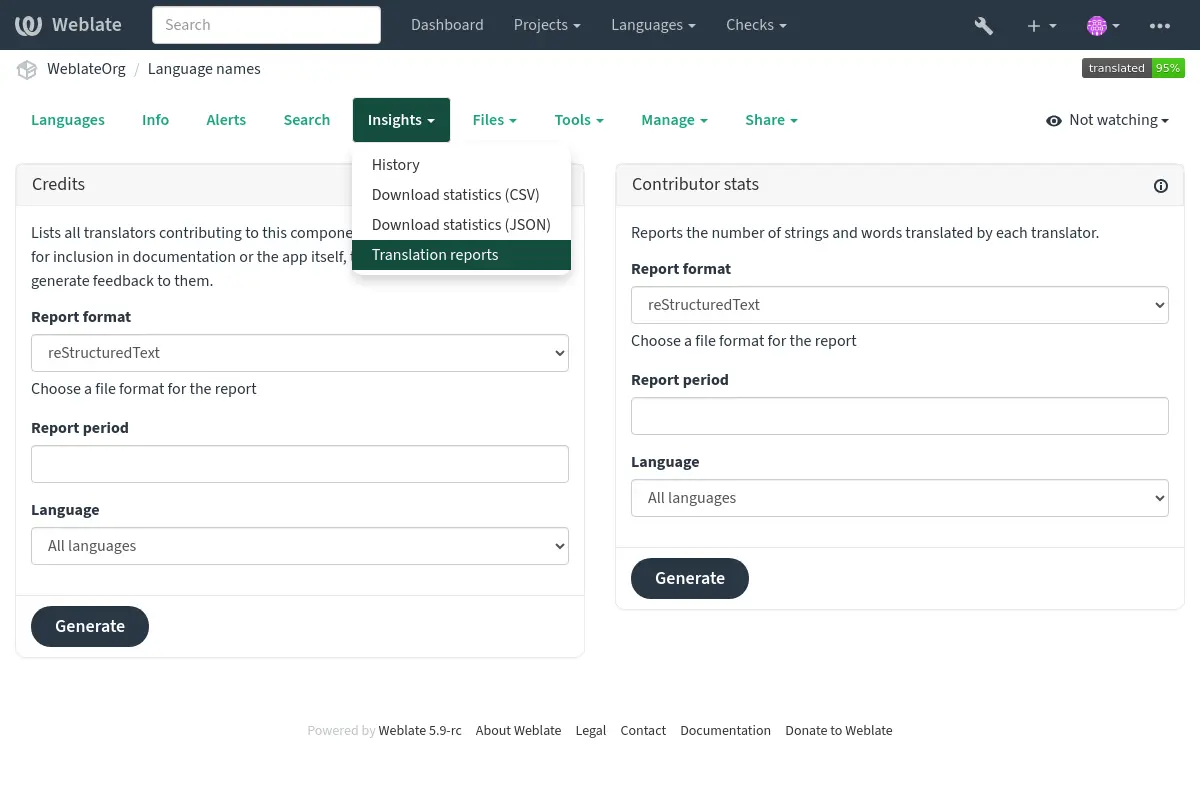 Weblate
Search
Dashboard
Projects
Languages
Checks
WeblateOrg / Language names
translated 95%
Languages
Info
Alerts
Search
Insights
Files
Tools
Manage
Share
Not watching
History
Download statistics (CSV)
Download statistics (JSON)
Translation reports
Credits
Lists all translators contributing to this
for inclusion in documentation or the app itself,
generate feedback to them.
Report format
reStructuredText
Choose a file format for the report
Report period
Language
All languages
Generate
Contributor stats
Reports the number of strings and words translated by each translator.
Report format
reStructuredText
Choose a file format for the report
Report period
Language
All languages
Generate
Powered by Weblate 5.9-rc
About Weblate
Legal
Contact
Documentation
Donate to Weblate